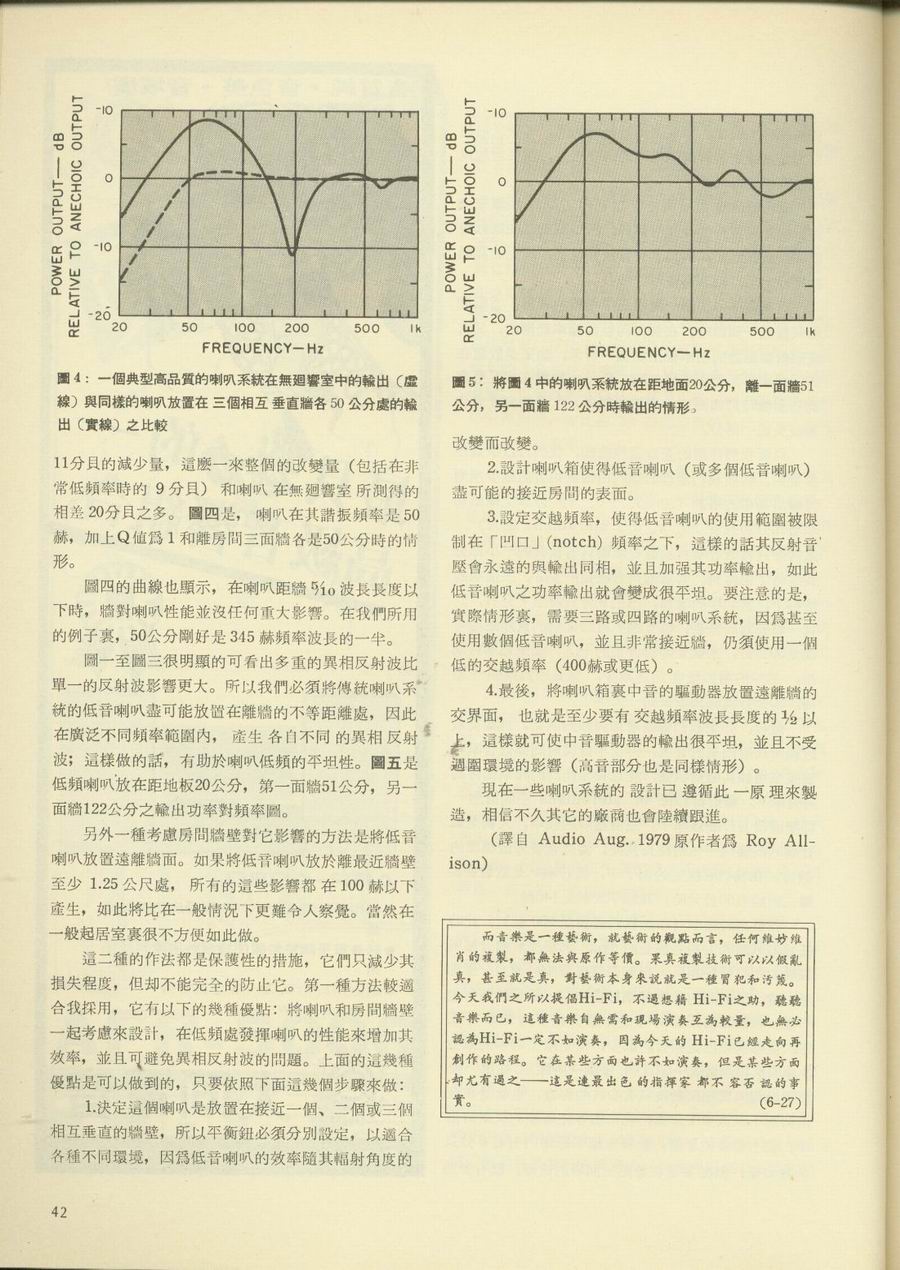 POWER OUTPUT — dB
RELATIVE TO ANECHOIC OUTPUT
-10
0
-10
-20
20 50 100 200 500 1k
FREQUENCY—Hz
圖4：一個典型高品質的喇叭系統在無迴響室中的輸出（虛
線）與同樣的喇叭放置在三個相互垂直牆各50公分處的輸
出（實線）之比較
11分貝的減少量，這麼一來整個的改變量（包括在非
常低頻率時的 9 分貝） 和喇叭在無迴響室所測得的
相差20分貝之多。 圖四是， 喇叭在其諧振頻率是50
赫，加上Q值爲1和離房間三面牆各是50公分時的情
形。
圖四的曲線也顯示，在喇叭距牆 5/10 波長長度以
下時，牆對喇叭性能並沒任何重大影響。在我們所用
的例子裏，50公分剛好是345赫頻率波長的一半。
圖一至圖三很明顯的可看出多重的異相反射波比
單一的反射波影響更大。所以我們必須將傳統喇叭系
統的低音喇叭盡可能放置在離牆的不等距離處，因此
在廣泛不同頻率範圍內， 產生各自不同的異相反射
波；這樣做的話，有助於喇叭低頻的平坦性。圖五是
低頻喇叭放在距地板20公分，第一面牆51公分，另一
面牆122公分之輸出功率對頻率圖。
另外一種考慮房間牆壁對它影響的方法是將低音
喇叭放置遠離牆面。如果將低音喇叭放於離最近牆壁
至少 1.25 公尺處， 所有的這些影響都在100赫以下
產生，如此將比在一般情況下更難令人察覺。當然在
一般起居室裏很不方便如此做。
這二種的作法都是保護性的措施，它們只減少其
損失程度，但却不能完全的防止它。第一種方法較適
合我採用，它有以下的幾種優點：將喇叭和房間牆壁
一起考慮來設計，在低頻處發揮喇叭的性能來增加其
效率，並且可避免異相反射波的問題。上面的這幾種
優點是可以做到的，只要依照下面這幾個步驟來做：
1.決定這個喇叭是放置在接近一個、二個或三個
相互垂直的牆壁，所以平衡鈕必須分別設定，以適合
各種不同環境，因爲低音喇叭的效率隨其輻射角度的
42
POWER OUTPUT — dB
RELATIVE TO ANECHOIC OUTPUT
-10
0
-10
-20
20 50 100 200 500 1k
FREQUENCY—Hz
圖5：將圖4中的喇叭系統放在距地面20公分，離一面牆51
公分，另一面牆122公分時輸出的情形。
改變而改變。
2.設計喇叭箱使得低音喇叭（或多個低音喇叭）
盡可能的接近房間的表面。
3.設定交越頻率，使得低音喇叭的使用範圍被限
制在「凹口」(notch) 頻率之下，這樣的話其反射音
壓會永遠的與輸出同相，並且加强其功率輸出，如此
低音喇叭之功率輸出就會變成很平坦。要注意的是，
實際情形裏，需要三路或四路的喇叭系統，因爲甚至
使用數個低音喇叭，並且非常接近牆，仍須使用一個
低的交越頻率（400赫或更低）。
4.最後，將喇叭箱裏中音的驅動器放置遠離牆的
交界面， 也就是至少要有交越頻率波長長度的½以
上，這樣就可使中音驅動器的輸出很平坦，並且不受
週圍環境的影響（高音部分也是同樣情形）。
現在一些喇叭系統的設計已遵循此一原理來製
造，相信不久其它的廠商也會陸續跟進。
(譯自 Audio Aug. 1979原作者爲 Roy All-
ison)
而音樂是一種藝術，就藝術的觀點而言，任何維妙維
肖的複製，都無法與原作等價。果真複製技術可以以假亂
真，甚至就是真，對藝術本身來説就是一種冒犯和污蔑。
今天我們之所以提倡Hi-Fi，不過想藉 Hi-Fi之助，聽聽
音樂而已，這種音樂自無需和現場演奏互為較量，也無必
認為Hi-Fi一定不如演奏，因為今天的 Hi-Fi已經走向再
創作的路程。它在某些方面也許不如演奏，但是某些方面
却尤有過之——這是連最出色的指揮家都不容否認的事
實。 (6-27)